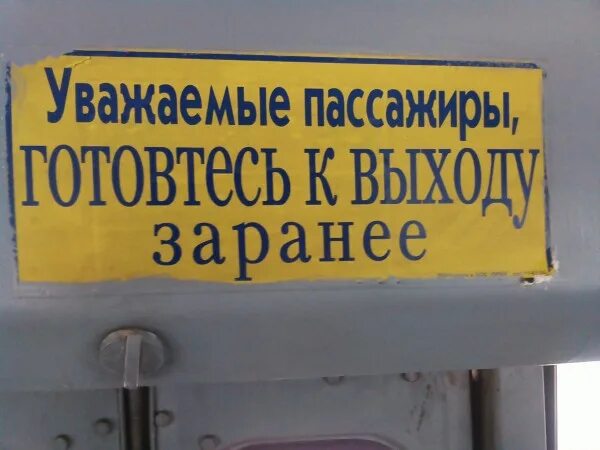 Уважаемые пассажиры,
готовтесь к выходу
заранее